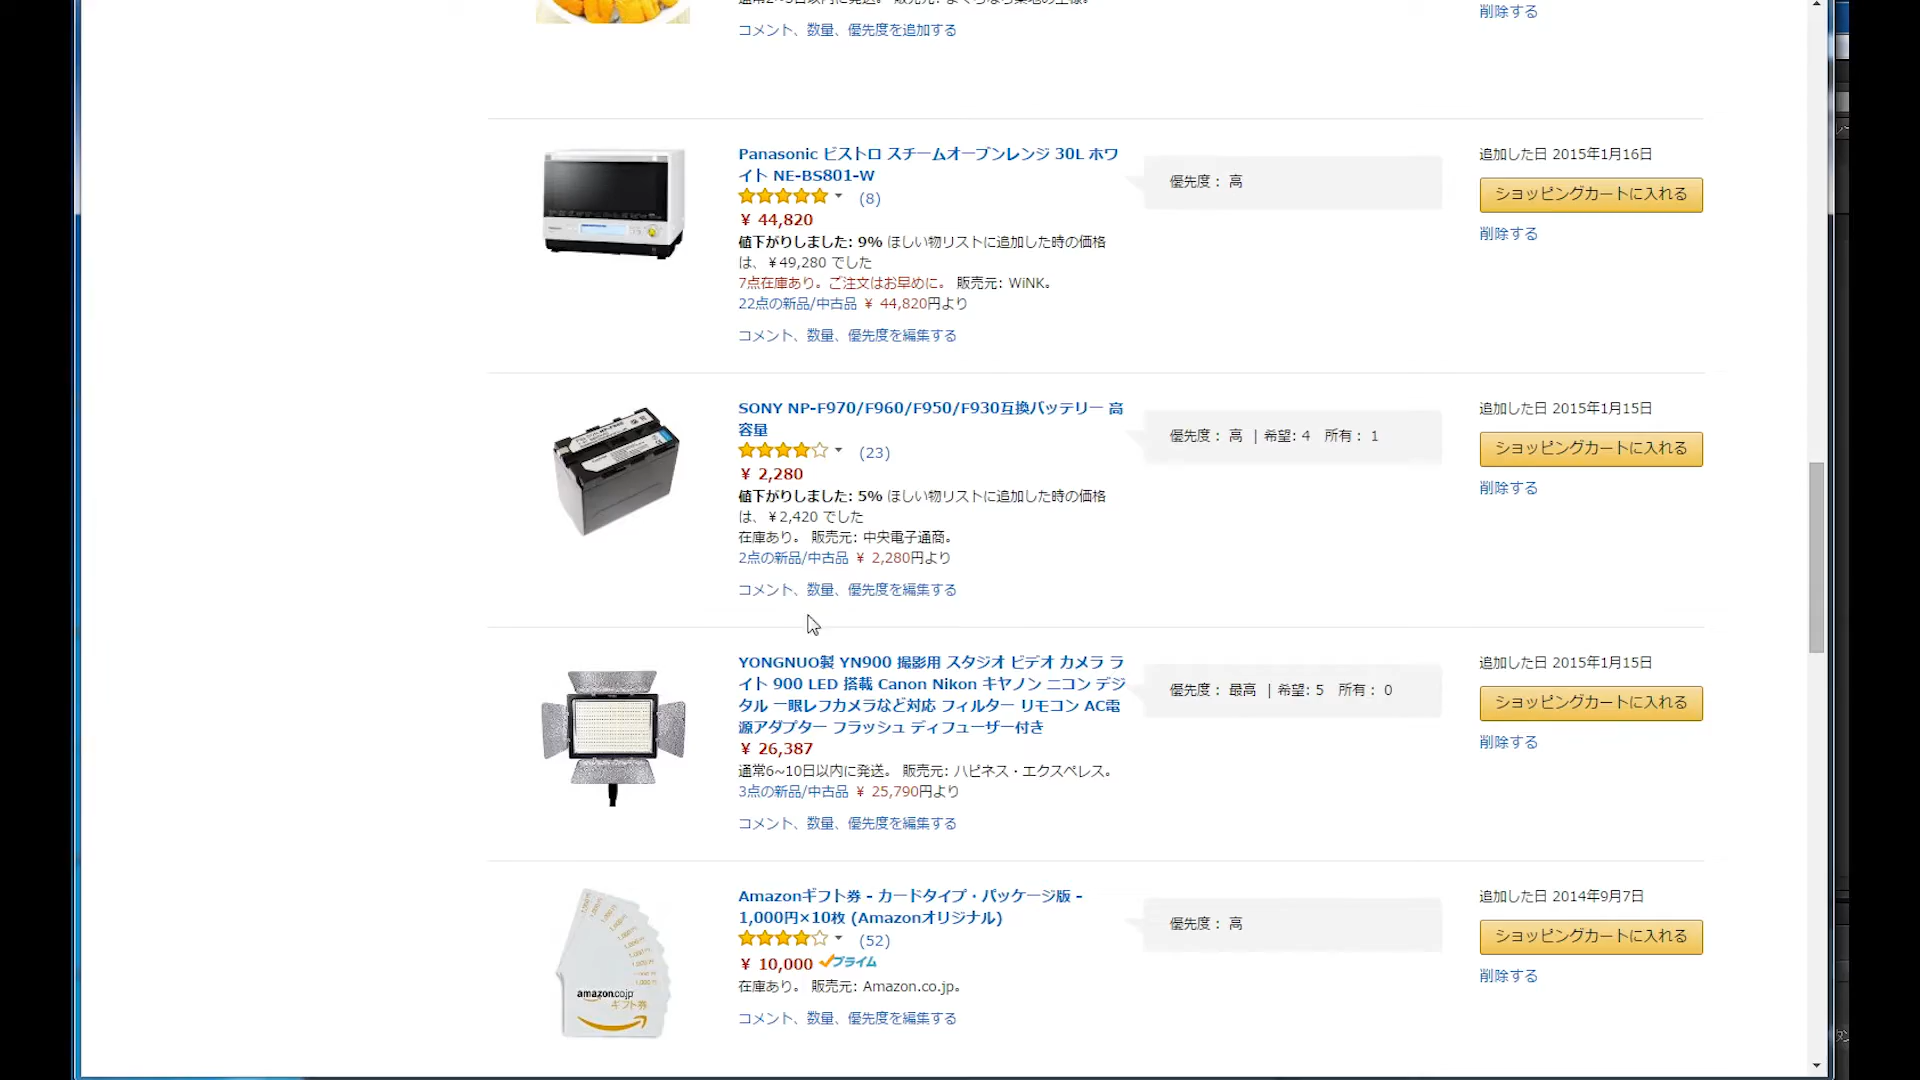 コメント、数量、優先度を追加する
削除する
Panasonic ビストロ スチームオーブンレンジ 30L ホワ
イト NE-BS801-W
(8)
¥ 44,820
値下がりしました: 9% ほしい物リストに追加した時の価格
は、¥49,280 でした
7点在庫あり。ご注文はお早めに。 販売元: WiNK。
22点の新品/中古品 ¥ 44,820円より
コメント、数量、優先度を編集する
優先度： 高
追加した日 2015年1月16日
ショッピングカートに入れる
削除する
SONY NP-F970/F960/F950/F930互換バッテリー 高
容量
(23)
¥ 2,280
値下がりしました: 5% ほしい物リストに追加した時の価格
は、¥2,420 でした
在庫あり。 販売元: 中央電子通商。
2点の新品/中古品 ¥ 2,280円より
コメント、数量、優先度を編集する
優先度： 高 | 希望: 4 所有： 1
追加した日 2015年1月15日
ショッピングカートに入れる
削除する
YONGNUO製 YN900 撮影用 スタジオ ビデオ カメラ ラ
イト 900 LED 搭載 Canon Nikon キヤノン ニコン デジ
タル 一眼レフカメラなど対応 フィルター リモコン AC電
源アダプター フラッシュ ディフューザー付き
¥ 26,387
通常6~10日以内に発送。 販売元: ハピネス・エクスペレス。
3点の新品/中古品 ¥ 25,790円より
コメント、数量、優先度を編集する
優先度： 最高 | 希望: 5 所有： 0
追加した日 2015年1月15日
ショッピングカートに入れる
削除する
Amazonギフト券 - カードタイプ・パッケージ版 -
1,000円×10枚 (Amazonオリジナル)
(52)
¥ 10,000 プライム
在庫あり。 販売元: Amazon.co.jp。
コメント、数量、優先度を編集する
優先度： 高
追加した日 2014年9月7日
ショッピングカートに入れる
削除する
amazon.co.jp
ギフト券